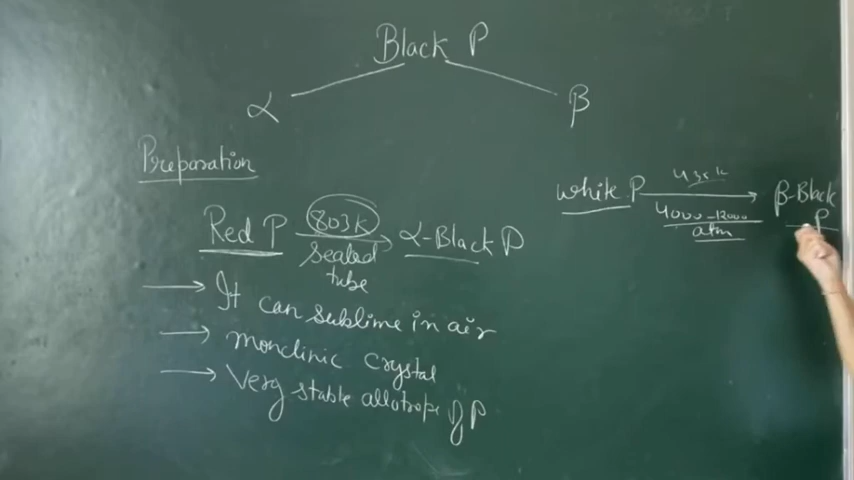 Black P
α β
Preparation
Red P 803K α-Black P
Sealed
tube
→ It can sublime in air
→ monclinic crystal
→ Very stable allotrope of P
white P β-Black
P
4000-12000
atm